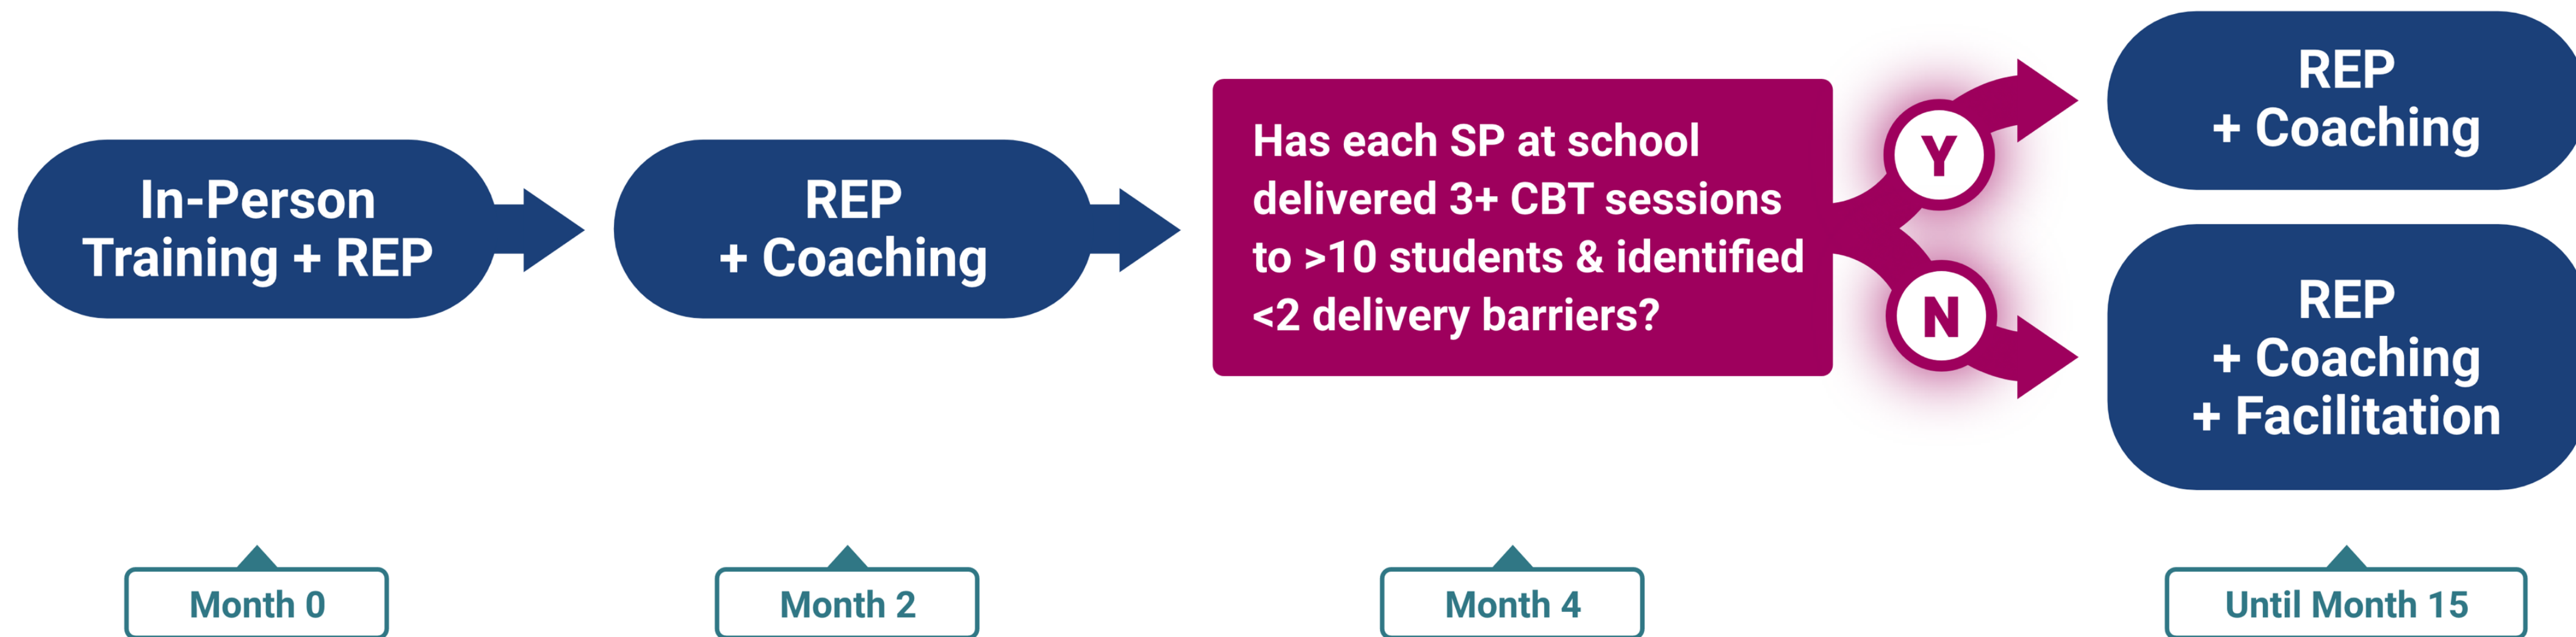 In-Person
Training + REP
REP
+ Coaching
Has each SP at school
delivered 3+ CBT sessions
to >10 students & identified
<2 delivery barriers?
Y
N
REP
+ Coaching
REP
+ Coaching
+ Facilitation
Month 0
Month 2
Month 4
Until Month 15